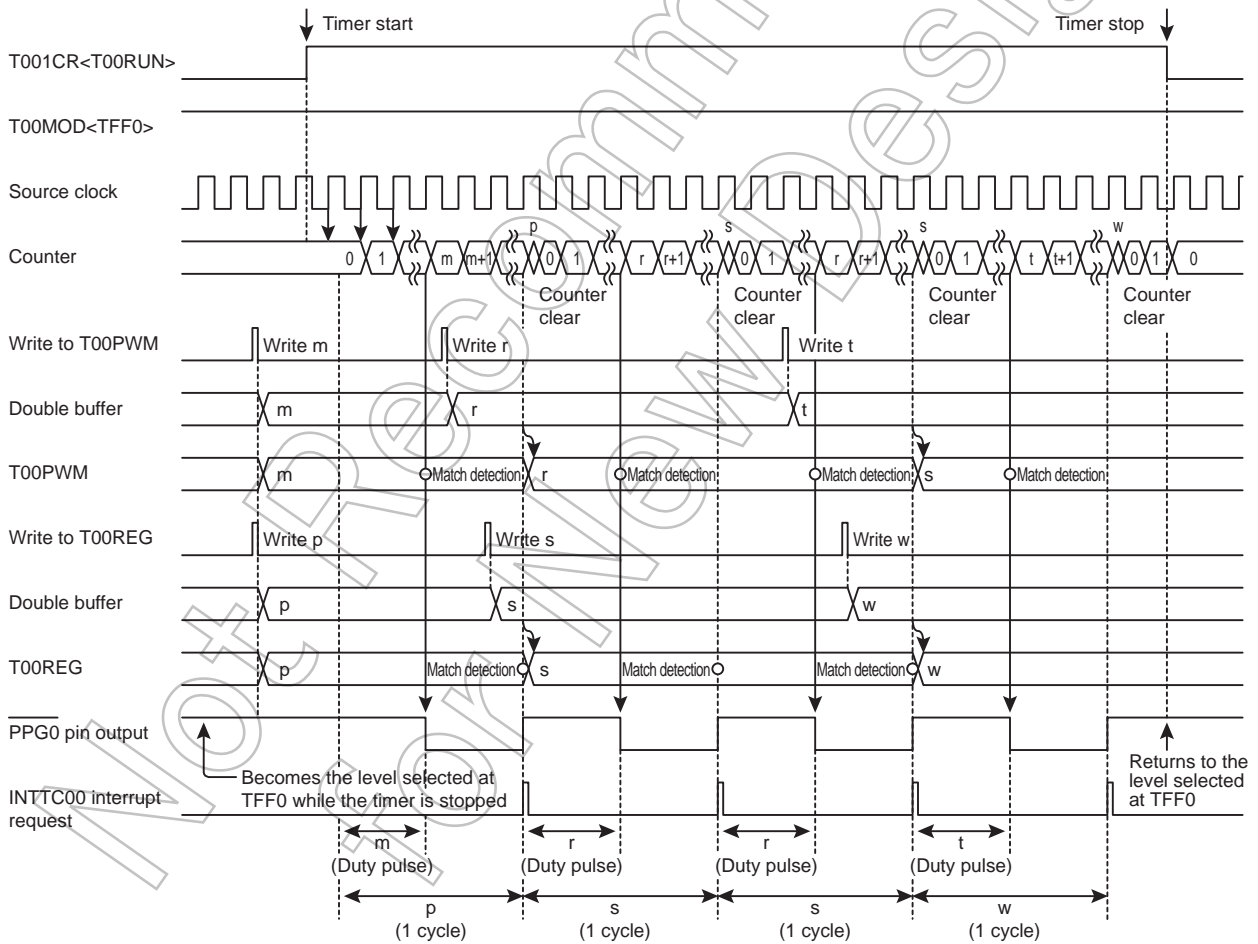 Timer start
Timer stop
T001CR<T00RUN>
T00MOD<TFF0>
Source clock
p s s w
Counter 0 1 m m+1 0 1 r r+1 0 1 r r+1 0 1 t t+1 0 1 0
Counter clear
Counter clear
Counter clear
Counter clear
Write to T00PWM Write m Write r Write t
Double buffer m r t
T00PWM m Match detection r Match detection Match detection s Match detection
Write to T00REG Write p Write s Write w
Double buffer p s w
T00REG p Match detection s Match detection Match detection w
PPG0 pin output
Becomes the level selected at
TFF0 while the timer is stopped
Returns to the
level selected
at TFF0
INTTC00 interrupt
request
m r r t
(Duty pulse) (Duty pulse) (Duty pulse) (Duty pulse)
p s s w
(1 cycle) (1 cycle) (1 cycle) (1 cycle)
Not Recomm
for New Desi